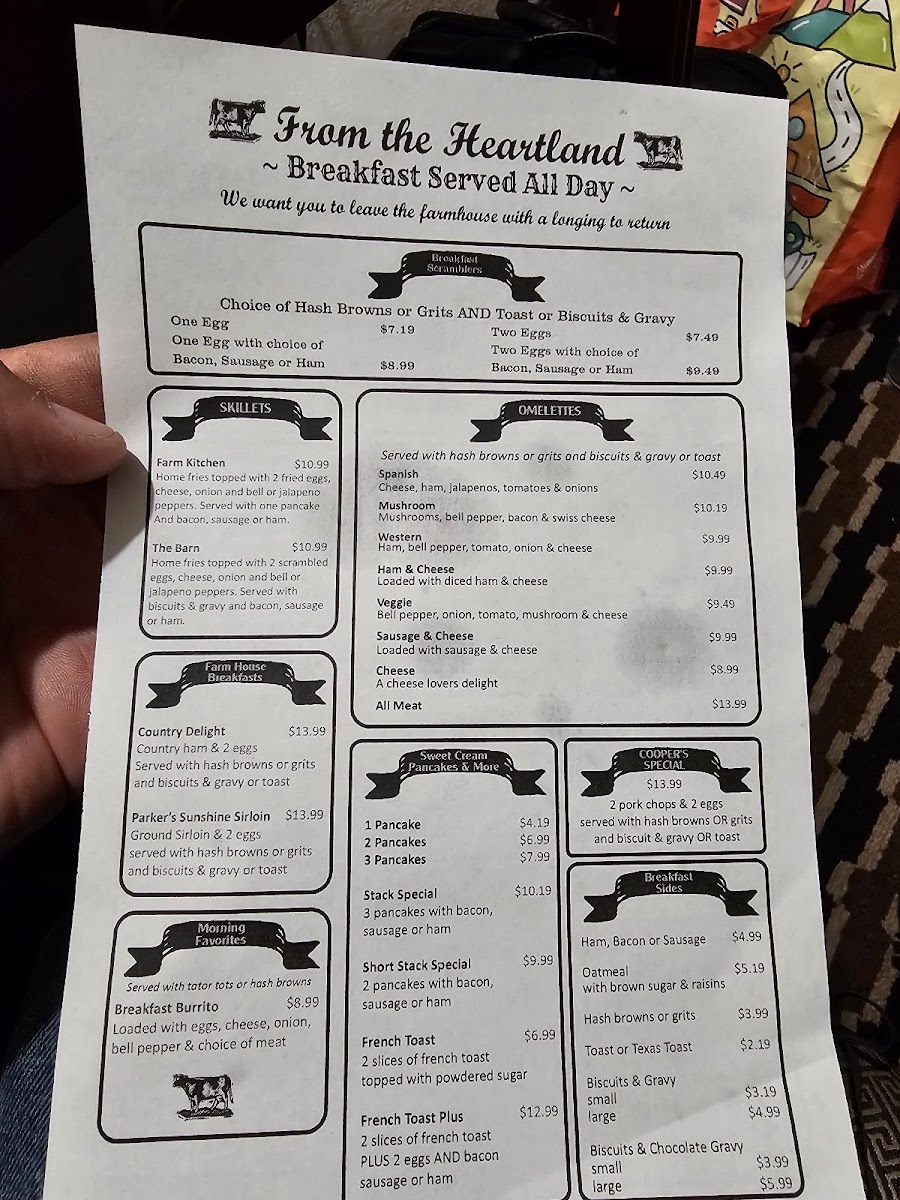 From the Heartland
~ Breakfast Served All Day ~
We want you to leave the farmhouse with a longing to return
Breakfast
Scramblers
Choice of Hash Browns or Grits AND Toast or Biscuits & Gravy
One Egg $7.19
One Egg with choice of
Bacon, Sausage or Ham $8.99
Two Eggs $7.49
Two Eggs with choice of
Bacon, Sausage or Ham $9.49
SKILLETS
Farm Kitchen $10.99
Home fries topped with 2 fried eggs,
cheese, onion and bell or jalapeno
peppers. Served with one pancake
And bacon, sausage or ham.
The Barn $10.99
Home fries topped with 2 scrambled
eggs, cheese, onion and bell or
jalapeno peppers. Served with
biscuits & gravy and bacon, sausage
or ham.
OMELETTES
Served with hash browns or grits and biscuits & gravy or toast
Spanish $10.49
Cheese, ham, jalapenos, tomatoes & onions
Mushroom $10.19
Mushrooms, bell pepper, bacon & swiss cheese
Western $9.99
Ham, bell pepper, tomato, onion & cheese
Ham & Cheese $9.99
Loaded with diced ham & cheese
Veggie $9.49
Bell pepper, onion, tomato, mushroom & cheese
Sausage & Cheese $9.99
Loaded with sausage & cheese
Cheese $8.99
A cheese lovers delight
All Meat $13.99
Farm House
Breakfasts
Country Delight $13.99
Country ham & 2 eggs
Served with hash browns or grits
and biscuits & gravy or toast
Parker's Sunshine Sirloin $13.99
Ground Sirloin & 2 eggs
served with hash browns or grits
and biscuits & gravy or toast
Morning
Favorites
Served with tator tots or hash browns
Breakfast Burrito $8.99
Loaded with eggs, cheese, onion,
bell pepper & choice of meat
Sweet Cream
Pancakes & More
1 Pancake $4.19
2 Pancakes $6.99
3 Pancakes $7.99
Stack Special $10.19
3 pancakes with bacon,
sausage or ham
Short Stack Special $9.99
2 pancakes with bacon,
sausage or ham
French Toast $6.99
2 slices of french toast
topped with powdered sugar
French Toast Plus $12.99
2 slices of french toast
PLUS 2 eggs AND bacon
sausage or ham
COOPER'S
SPECIAL
$13.99
2 pork chops & 2 eggs
served with hash browns OR grits
and biscuit & gravy OR toast
Breakfast
Sides
Ham, Bacon or Sausage $4.99
Oatmeal $5.19
with brown sugar & raisins
Hash browns or grits $3.99
Toast or Texas Toast $2.19
Biscuits & Gravy
small $3.19
large $4.99
Biscuits & Chocolate Gravy
small $3.99
large $5.99